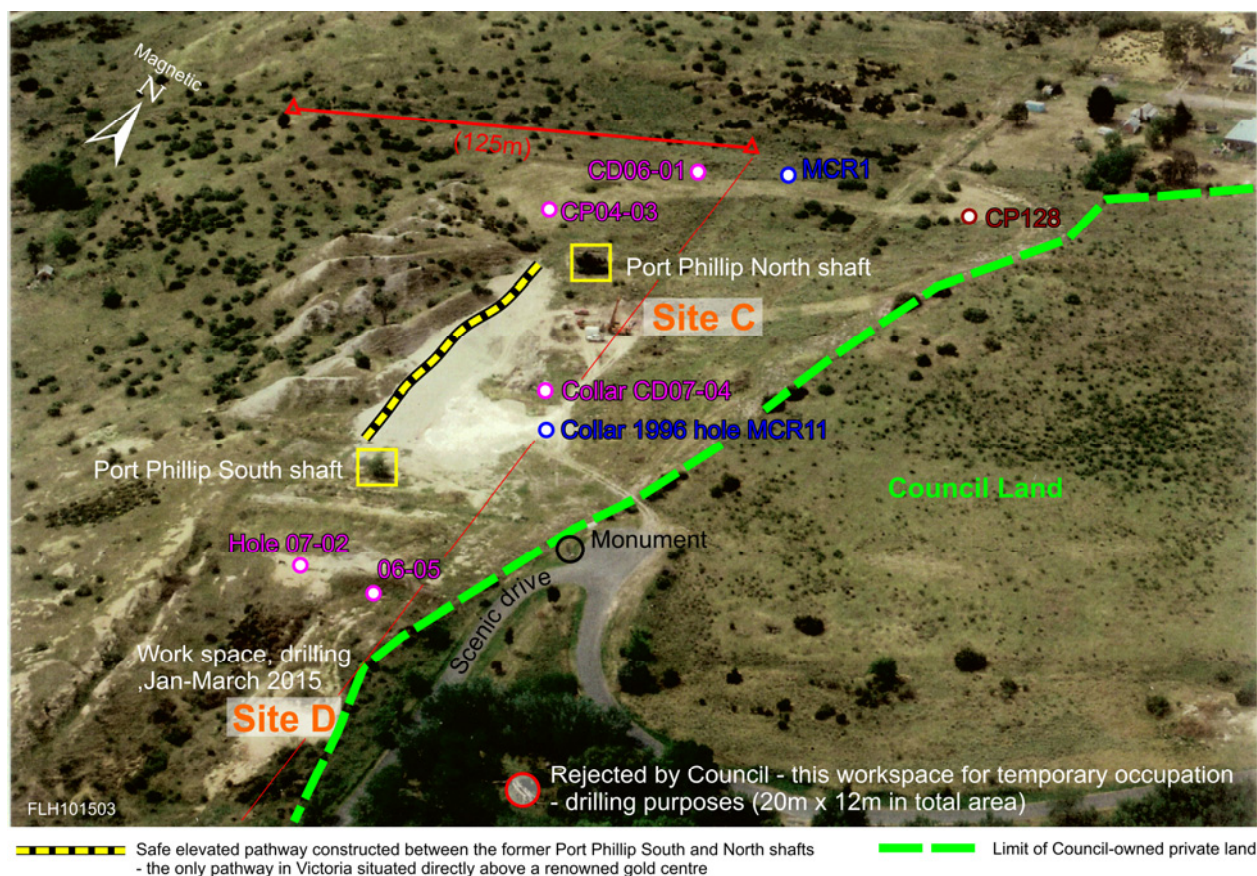 Magnetic
N
(125m)
CD06-01
MCR1
CP04-03
CP128
Port Phillip North shaft
Site C
Collar CD07-04
Collar 1996 hole MCR11
Port Phillip South shaft
Council Land
Hole 07-02
Monument
06-05
Scenic drive
Work space, drilling
,Jan-March 2015
Site D
Rejected by Council - this workspace for temporary occupation
- drilling purposes (20m x 12m in total area)
FLH101503
Safe elevated pathway constructed between the former Port Phillip South and North shafts
- the only pathway in Victoria situated directly above a renowned gold centre
Limit of Council-owned private land